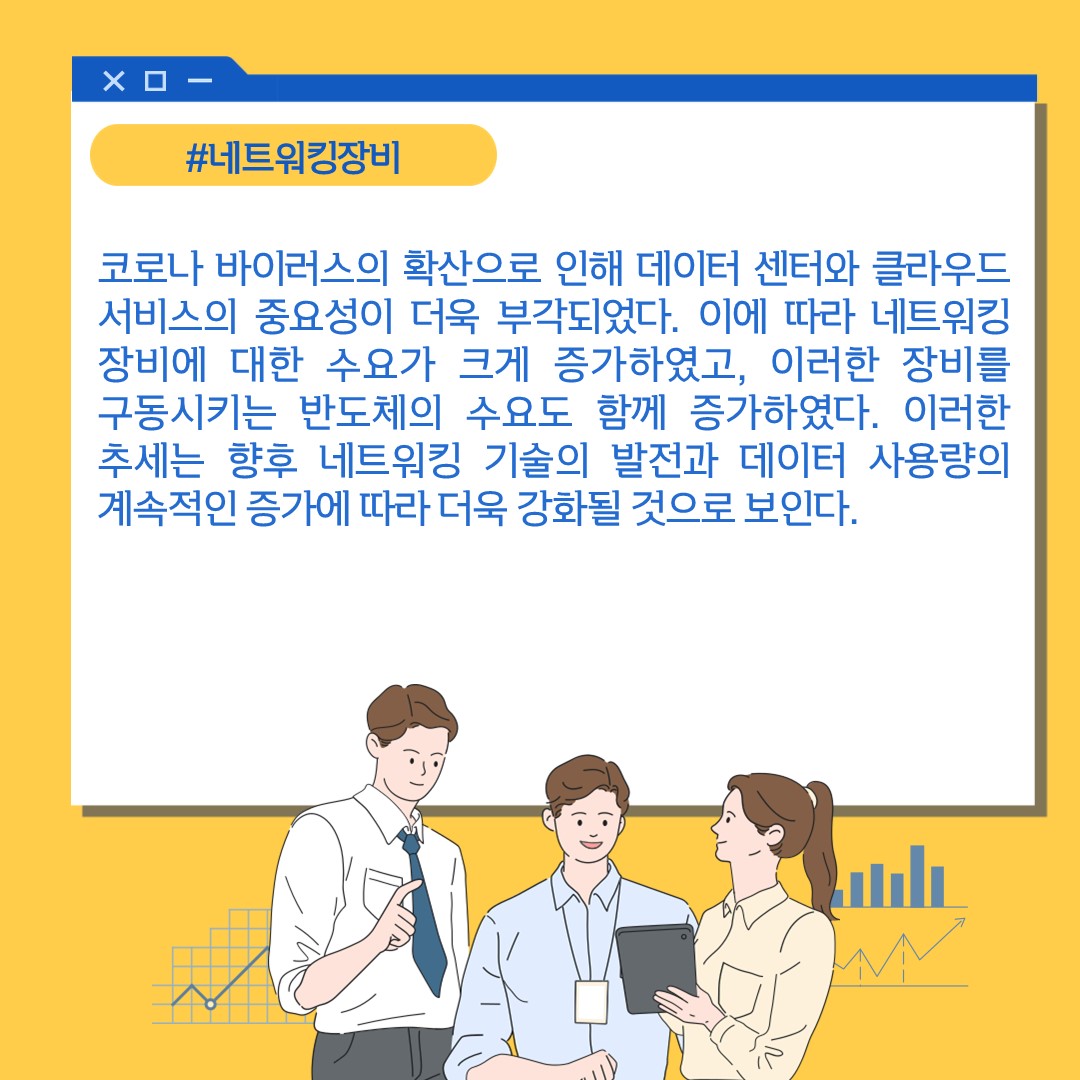 #네트워킹장비
코로나 바이러스의 확산으로 인해 데이터 센터와 클라우드
서비스의 중요성이 더욱 부각되었다. 이에 따라 네트워킹
장비에 대한 수요가 크게 증가하였고, 이러한 장비를
구동시키는 반도체의 수요도 함께 증가하였다. 이러한
추세는 향후 네트워킹 기술의 발전과 데이터 사용량의
계속적인 증가에 따라 더욱 강화될 것으로 보인다.